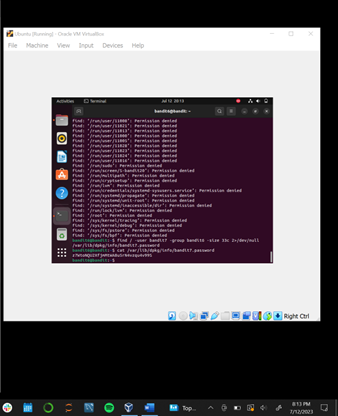 Ubuntu [Running] - Oracle VM VirtualBox
File Machine View Input Devices Help
Activities Terminal Jul 12 20:13
bandit6@bandit: ~
find: '/run/user/11008': Permission denied
find: '/run/user/11021': Permission denied
find: '/run/user/11013': Permission denied
find: '/run/user/11005': Permission denied
find: '/run/user/11001': Permission denied
find: '/run/user/11020': Permission denied
find: '/run/user/11021': Permission denied
find: '/run/user/11024': Permission denied
find: '/run/user/11016': Permission denied
find: '/run/sudo': Permission denied
find: '/run/screen/S-bandit20': Permission denied
find: '/run/multipath': Permission denied
find: '/run/cryptsetup': Permission denied
find: '/run/lvm': Permission denied
find: '/run/credentials/systemd-sysusers.service': Permission denied
find: '/run/systemd/propagate': Permission denied
find: '/run/systemd/unit-root': Permission denied
find: '/run/systemd/inaccessible/dir': Permission denied
find: '/run/lock/lvm': Permission denied
find: '/root': Permission denied
find: '/sys/kernel/tracing': Permission denied
find: '/sys/kernel/debug': Permission denied
find: '/sys/fs/pstore': Permission denied
find: '/sys/fs/bpf': Permission denied
bandit6@bandit:~$ find / -user bandit7 -group bandit6 -size 33c 2>/dev/null
/var/lib/dpkg/info/bandit7.password
bandit6@bandit:~$ cat /var/lib/dpkg/info/bandit7.password
bandit6@bandit:~$
Right Ctrl
Top...
8:13 PM
7/12/2023